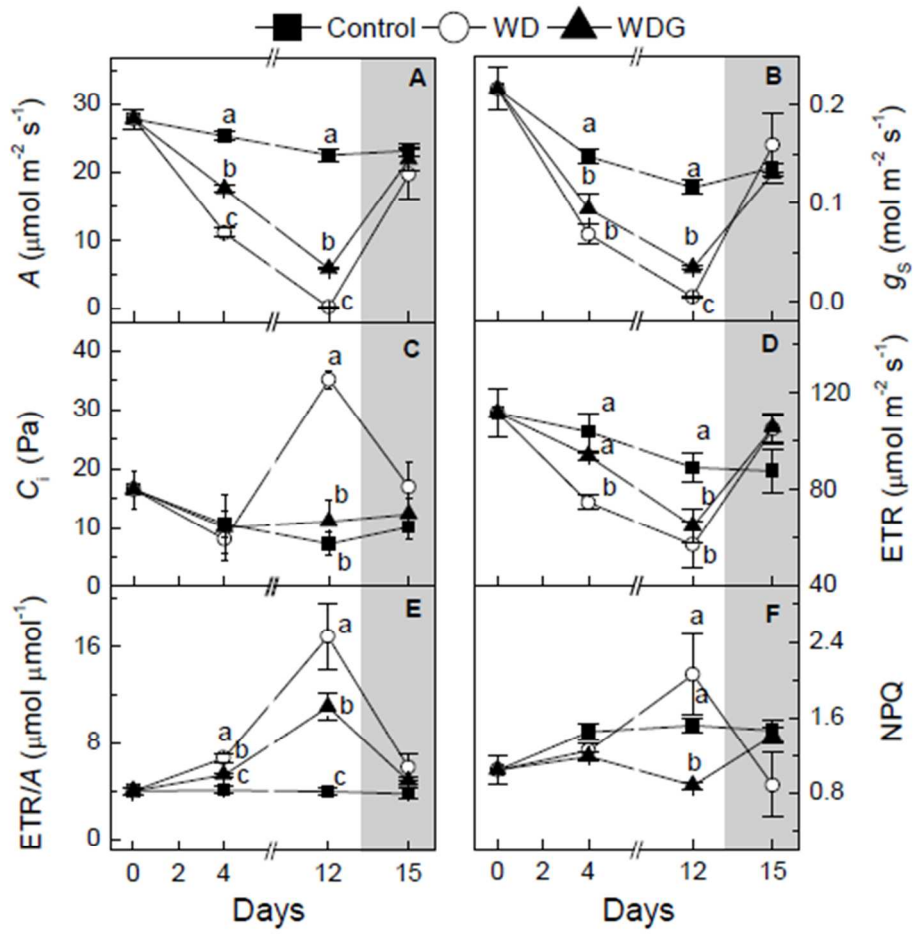 Control WD WDG
A
30
20
10
0
A (μmol m⁻² s⁻¹)
a
a
b
c
b
c
B
0.2
0.1
0.0
gS (mol m⁻² s⁻¹)
a
a
b
b
b
c
C
40
30
20
10
0
Ci (Pa)
a
b
b
D
120
80
40
ETR (μmol m⁻² s⁻¹)
a
a
a
b
b
b
E
16
8
0
ETR/A (μmol μmol⁻¹)
a
a
b
b
c
c
F
2.4
1.6
0.8
NPQ
a
a
b
0 2 4 12 15
Days
0 2 4 12 15
Days